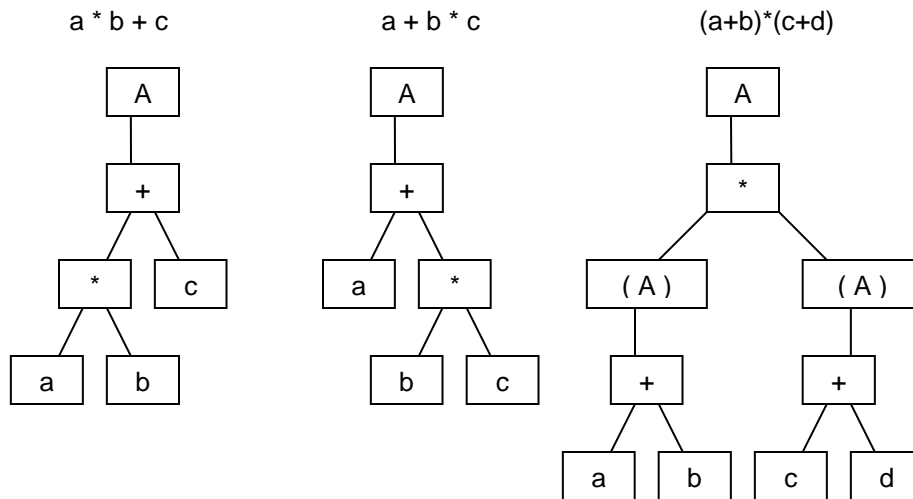 a * b + c a + b * c (a+b)*(c+d)
A A A
+ + *
* c a * ( A ) ( A )
a b b c + +
a b c d